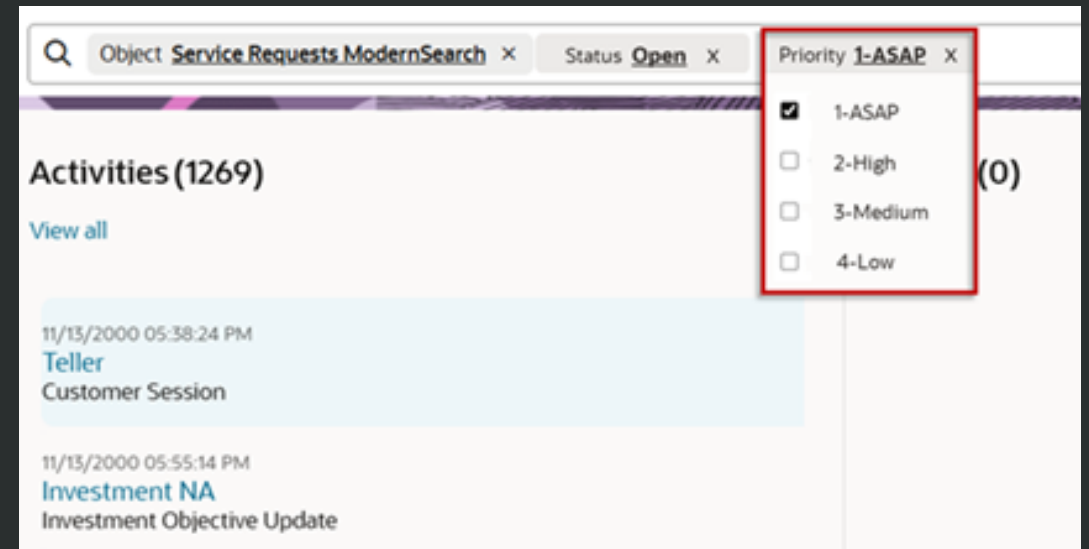 Object Service Requests ModernSearch × Status Open x Priority 1-ASAP x
1-ASAP
2-High
3-Medium
4-Low
Activities (1269)
(0)
View all
11/13/2000 05:38:24 PM
Teller
Customer Session
11/13/2000 05:55:14 PM
Investment NA
Investment Objective Update